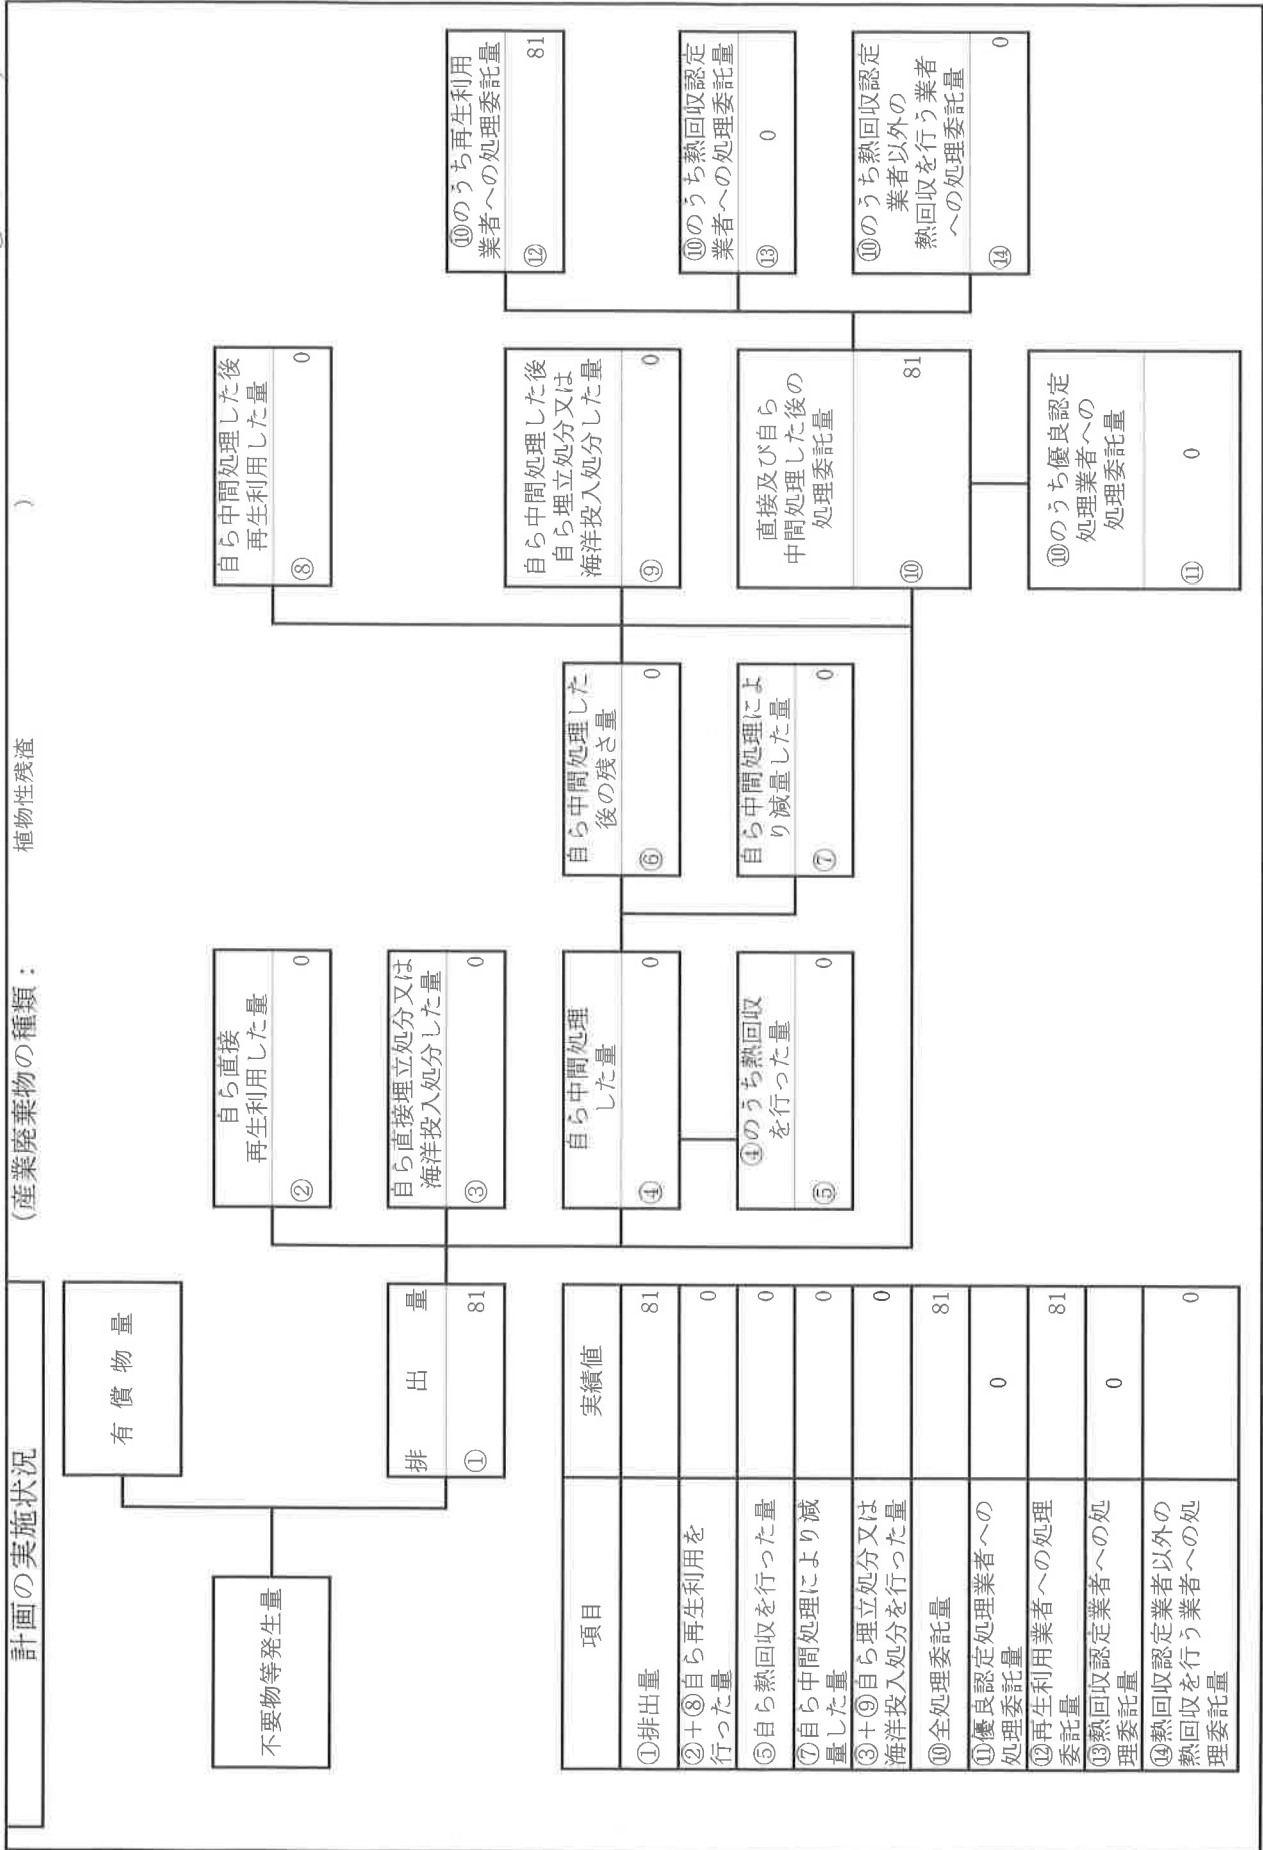 計画の実施状況
(産業廃棄物の種類：
植物性残渣
)
不要物等発生量
有償物量
排出量
① 81
自ら直接
再生利用した量
② 0
自ら直接埋立処分又は
海洋投入処分した量
③ 0
自ら中間処理
した量
④ 0
④のうち熱回収
を行った量
⑤ 0
自ら中間処理した
後の残さ量
⑥ 0
自ら中間処理によ
り減量した量
⑦ 0
自ら中間処理した後
再生利用した量
⑧ 0
自ら中間処理した後
自ら埋立処分又は
海洋投入処分した量
⑨ 0
直接及び自ら
中間処理した後の
処理委託量
⑩ 81
⑩のうち優良認定
処理業者への
処理委託量
⑪ 0
⑩のうち再生利用
業者への処理委託量
⑫ 81
⑩のうち熱回収認定
業者への処理委託量
⑬ 0
⑩のうち熱回収認定
業者以外の
熱回収を行う業者
への処理委託量
⑭ 0
項目 実績値
①排出量 81
②＋⑧自ら再生利用を
行った量 0
⑤自ら熱回収を行った量 0
⑦自ら中間処理により減
量した量 0
③＋⑨自ら埋立処分又は
海洋投入処分を行った量 0
⑩全処理委託量 81
⑪優良認定処理業者への
処理委託量 0
⑫再生利用業者への処理
委託量 81
⑬熱回収認定業者への処
理委託量 0
⑭熱回収認定業者以外の
熱回収を行う業者への処
理委託量 0